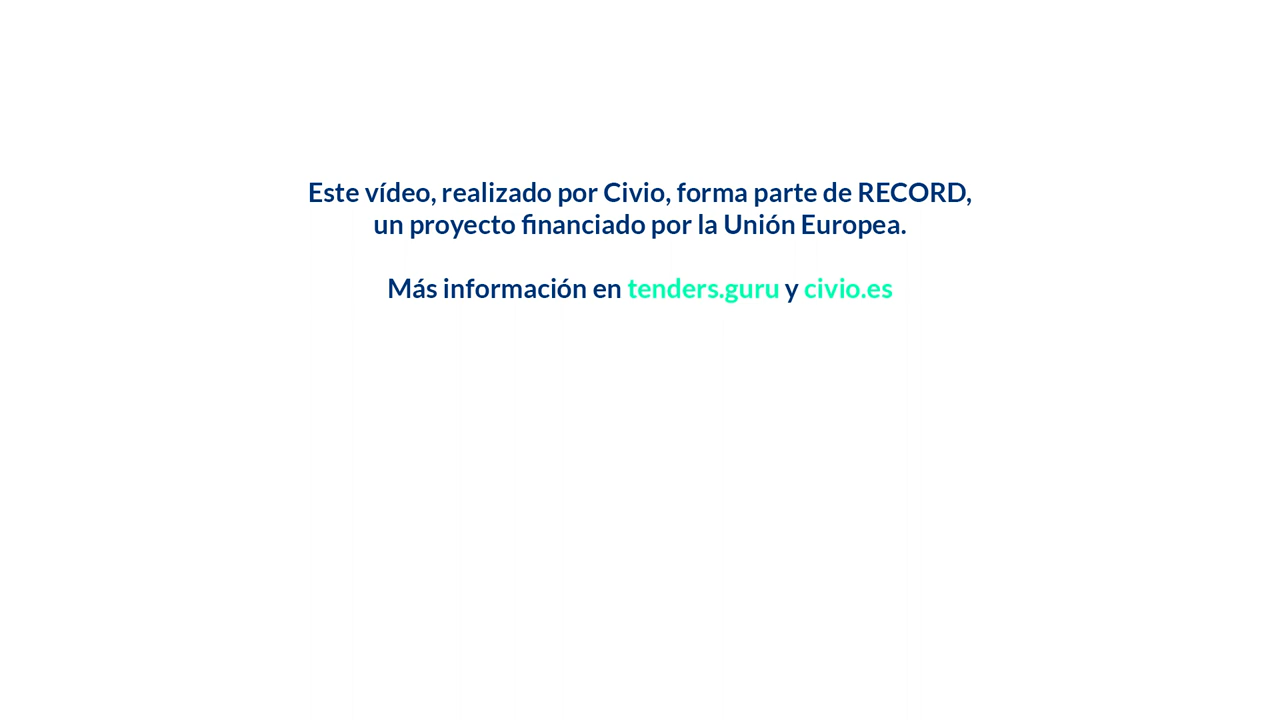 Este vídeo, realizado por Civio, forma parte de RECORD,
un proyecto financiado por la Unión Europea.
Más información en tenders.guru y civio.es